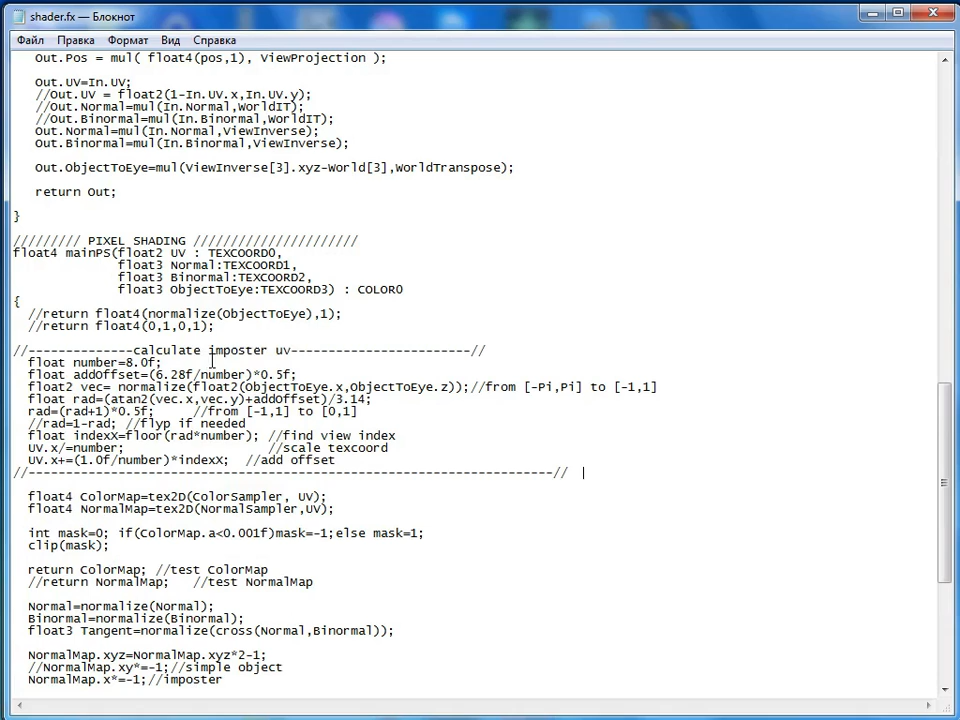 shader.fx — Блокнот
Файл Правка Формат Вид Справка
Out.Pos = mul( float4(pos,1), ViewProjection );
Out.UV=In.UV;
//Out.UV = float2(1-In.UV.x,In.UV.y);
//Out.Normal=mul(In.Normal,WorldIT);
//Out.Binormal=mul(In.Binormal,WorldIT);
Out.Normal=mul(In.Normal,ViewInverse);
Out.Binormal=mul(In.Binormal,ViewInverse);
Out.ObjectToEye=mul(ViewInverse[3].xyz-World[3],WorldTranspose);
return Out;
}
///////// PIXEL SHADING //////////////////////
float4 mainPS(float2 UV : TEXCOORD0,
float3 Normal:TEXCOORD1,
float3 Binormal:TEXCOORD2,
float3 ObjectToEye:TEXCOORD3) : COLOR0
{
//return float4(normalize(ObjectToEye),1);
//return float4(0,1,0,1);
//--------------calculate imposter uv------------------------//
float number=8.0f;
float addOffset=(6.28f/number)*0.5f;
float2 vec= normalize(float2(ObjectToEye.x,ObjectToEye.z));//from [-Pi,Pi] to [-1,1]
float rad=(atan2(vec.x,vec.y)+addOffset)/3.14;
rad=(rad+1)*0.5f; //from [-1,1] to [0,1]
//rad=1-rad; //flyp if needed
float indexX=floor(rad*number); //find view index
UV.x/=number; //scale texcoord
UV.x+=(1.0f/number)*indexX; //add offset
//----------------------------------------------------------------------//
float4 ColorMap=tex2D(ColorSampler, UV);
float4 NormalMap=tex2D(NormalSampler,UV);
int mask=0; if(ColorMap.a<0.001f)mask=-1;else mask=1;
clip(mask);
return ColorMap; //test ColorMap
//return NormalMap; //test NormalMap
Normal=normalize(Normal);
Binormal=normalize(Binormal);
float3 Tangent=normalize(cross(Normal,Binormal));
NormalMap.xyz=NormalMap.xyz*2-1;
//NormalMap.xy*=-1;//simple object
NormalMap.x*=-1;//imposter